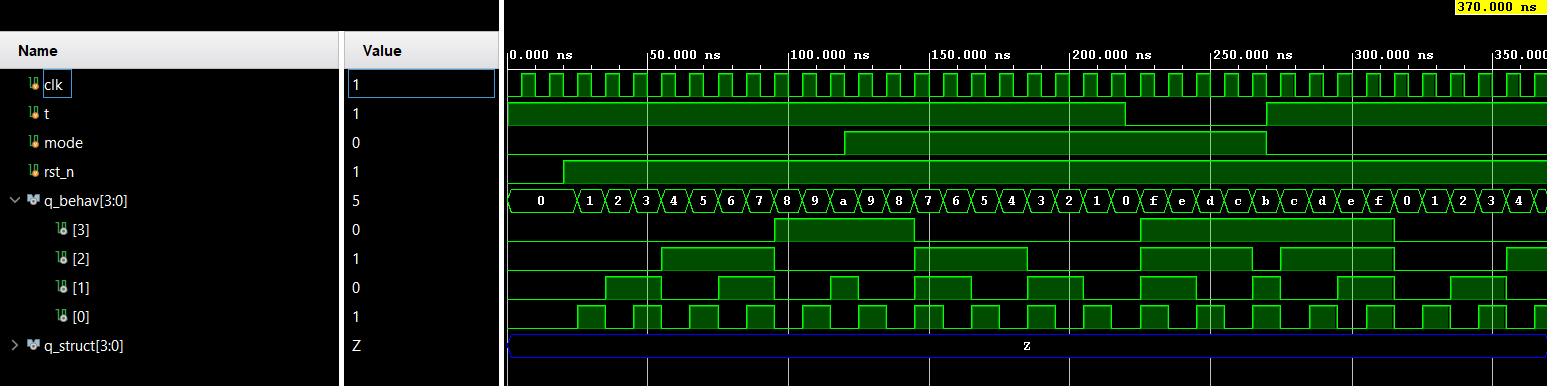 370.000 ns
Name Value
0.000 ns 50.000 ns 100.000 ns 150.000 ns 200.000 ns 250.000 ns 300.000 ns 350.000
clk 1
t 1
mode 0
rst_n 1
q_behav[3:0] 5 0 1 2 3 4 5 6 7 8 9 a 9 8 7 6 5 4 3 2 1 0 f e d c b c d e f 0 1 2 3 4
[3] 0
[2] 1
[1] 0
[0] 1
q_struct[3:0] Z Z